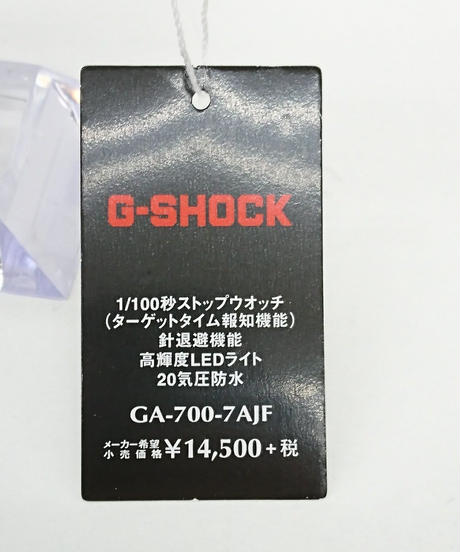 G-SHOCK
1/100秒ストップウオッチ
(ターゲットタイム報知機能)
針退避機能
高輝度LEDライト
20気圧防水
GA-700-7AJF
メーカー希望小売価格 ¥14,500+税